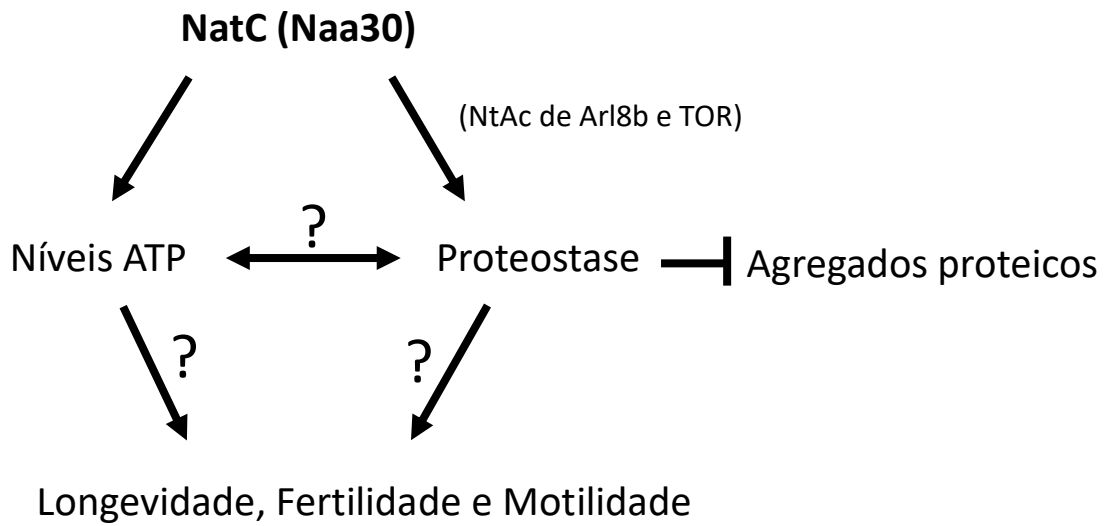 NatC (Naa30)
(NtAc de Arl8b e TOR)
?
Níveis ATP
Proteostase
Agregados proteicos
?
?
Longevidade, Fertilidade e Motilidade